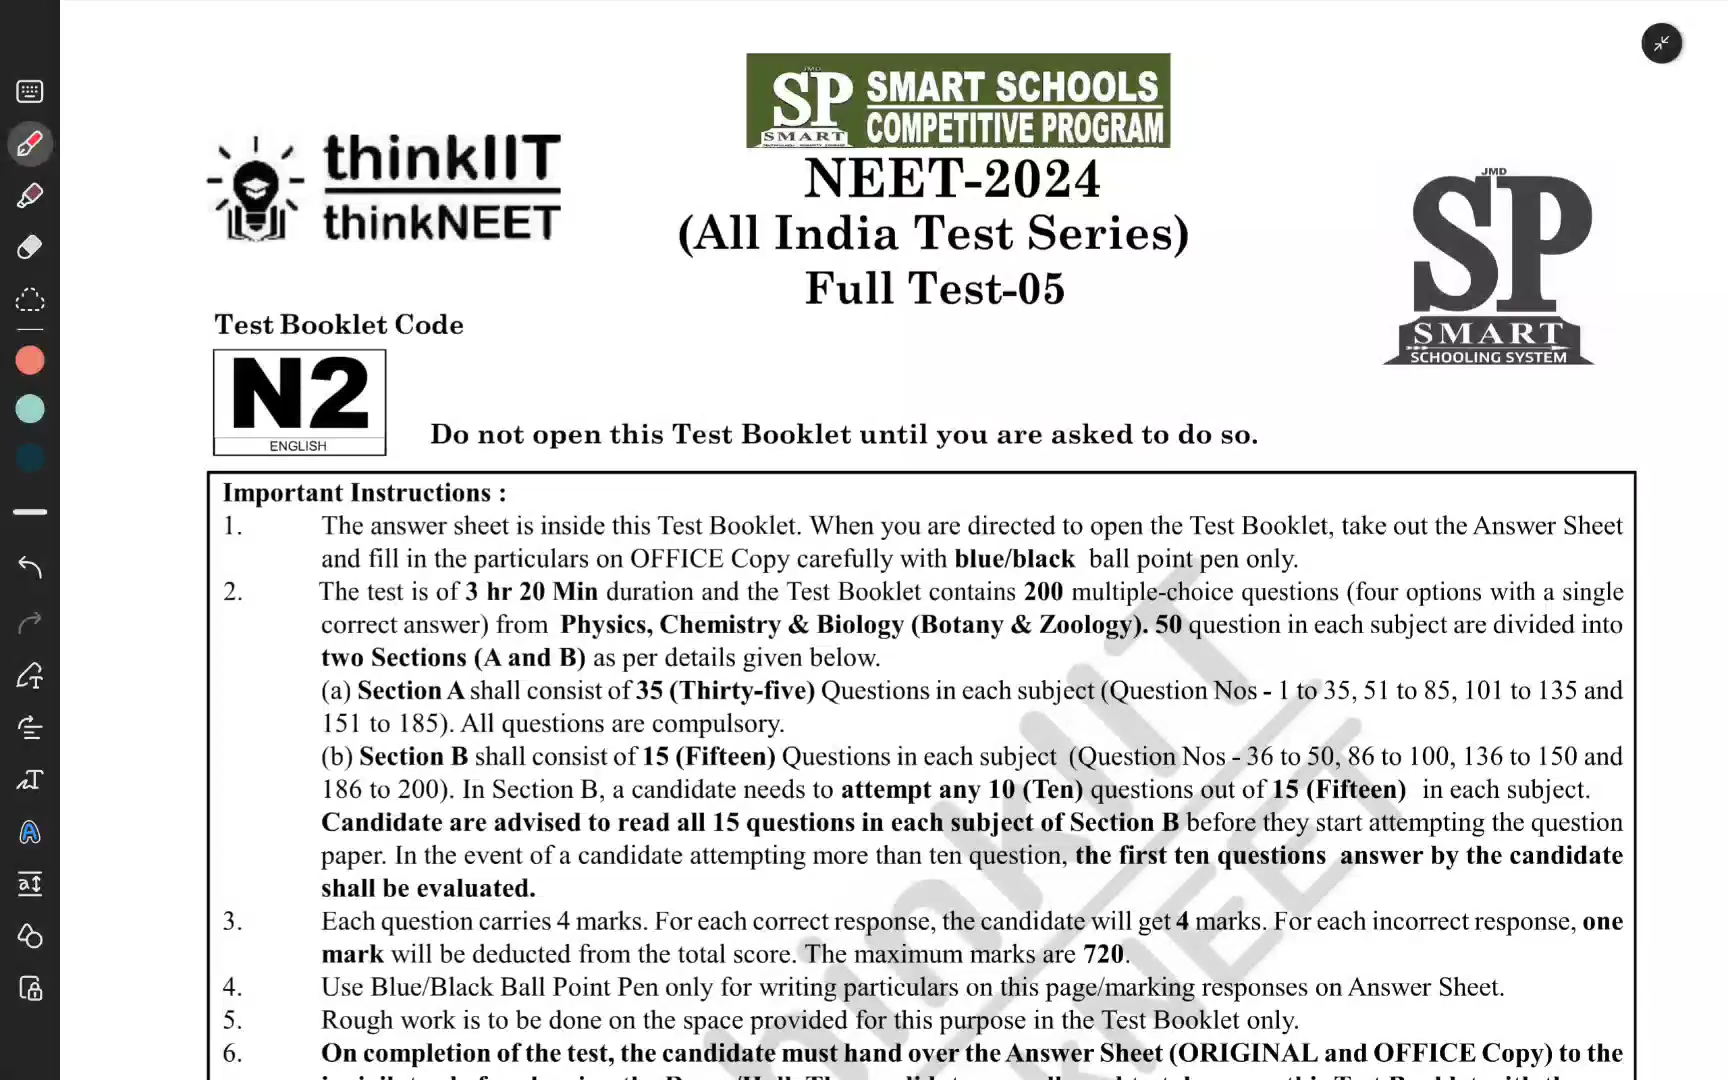 JMD
SP SMART SCHOOLS
SMART COMPETITIVE PROGRAM
thinkIIT
thinkNEET
NEET-2024
(All India Test Series)
Full Test-05
JMD
SP
SMART
SCHOOLING SYSTEM
Test Booklet Code
N2
ENGLISH
Do not open this Test Booklet until you are asked to do so.
Important Instructions :
1. The answer sheet is inside this Test Booklet. When you are directed to open the Test Booklet, take out the Answer Sheet
and fill in the particulars on OFFICE Copy carefully with blue/black ball point pen only.
2. The test is of 3 hr 20 Min duration and the Test Booklet contains 200 multiple-choice questions (four options with a single
correct answer) from Physics, Chemistry & Biology (Botany & Zoology). 50 question in each subject are divided into
two Sections (A and B) as per details given below.
(a) Section A shall consist of 35 (Thirty-five) Questions in each subject (Question Nos - 1 to 35, 51 to 85, 101 to 135 and
151 to 185). All questions are compulsory.
(b) Section B shall consist of 15 (Fifteen) Questions in each subject (Question Nos - 36 to 50, 86 to 100, 136 to 150 and
186 to 200). In Section B, a candidate needs to attempt any 10 (Ten) questions out of 15 (Fifteen) in each subject.
Candidate are advised to read all 15 questions in each subject of Section B before they start attempting the question
paper. In the event of a candidate attempting more than ten question, the first ten questions answer by the candidate
shall be evaluated.
3. Each question carries 4 marks. For each correct response, the candidate will get 4 marks. For each incorrect response, one
mark will be deducted from the total score. The maximum marks are 720.
4. Use Blue/Black Ball Point Pen only for writing particulars on this page/marking responses on Answer Sheet.
5. Rough work is to be done on the space provided for this purpose in the Test Booklet only.
6. On completion of the test, the candidate must hand over the Answer Sheet (ORIGINAL and OFFICE Copy) to the